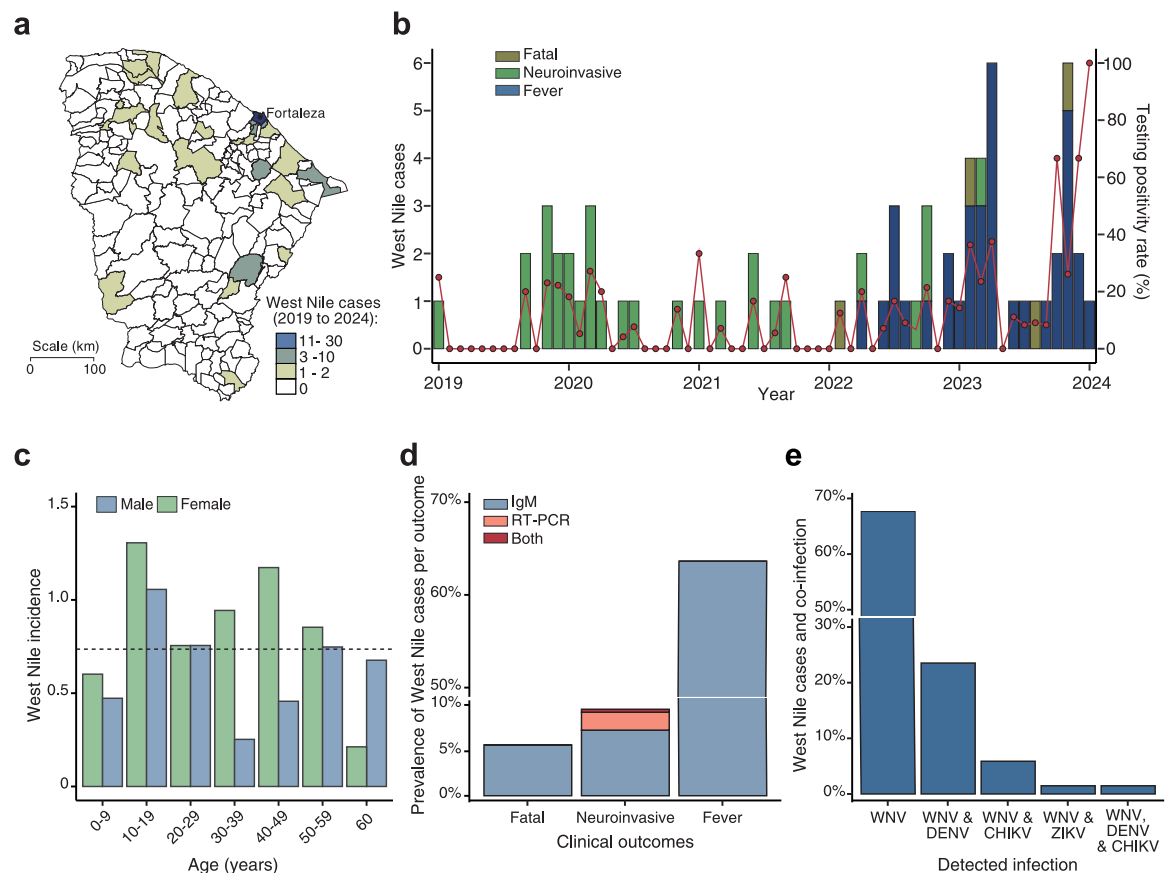 a
Fortaleza
West Nile cases
(2019 to 2024):
11- 30
3 -10
1 - 2
0
Scale (km)
0
100
b
Fatal
Neuroinvasive
Fever
West Nile cases
6
5
4
3
2
1
0
Testing positivity rate (%)
100
80
60
40
20
0
2019
2020
2021
2022
2023
2024
Year
c
Male
Female
West Nile incidence
1.5
1.0
0.5
0
0-9
10-19
20-29
30-39
40-49
50-59
60
Age (years)
d
IgM
RT-PCR
Both
Prevalence of West Nile cases per outcome
70%
60%
50%
10%
5%
0%
Fatal
Neuroinvasive
Fever
Clinical outcomes
e
West Nile cases and co-infection
70%
60%
50%
30%
20%
10%
0%
WNV
WNV &
DENV
WNV &
CHIKV
WNV &
ZIKV
WNV,
DENV
& CHIKV
Detected infection